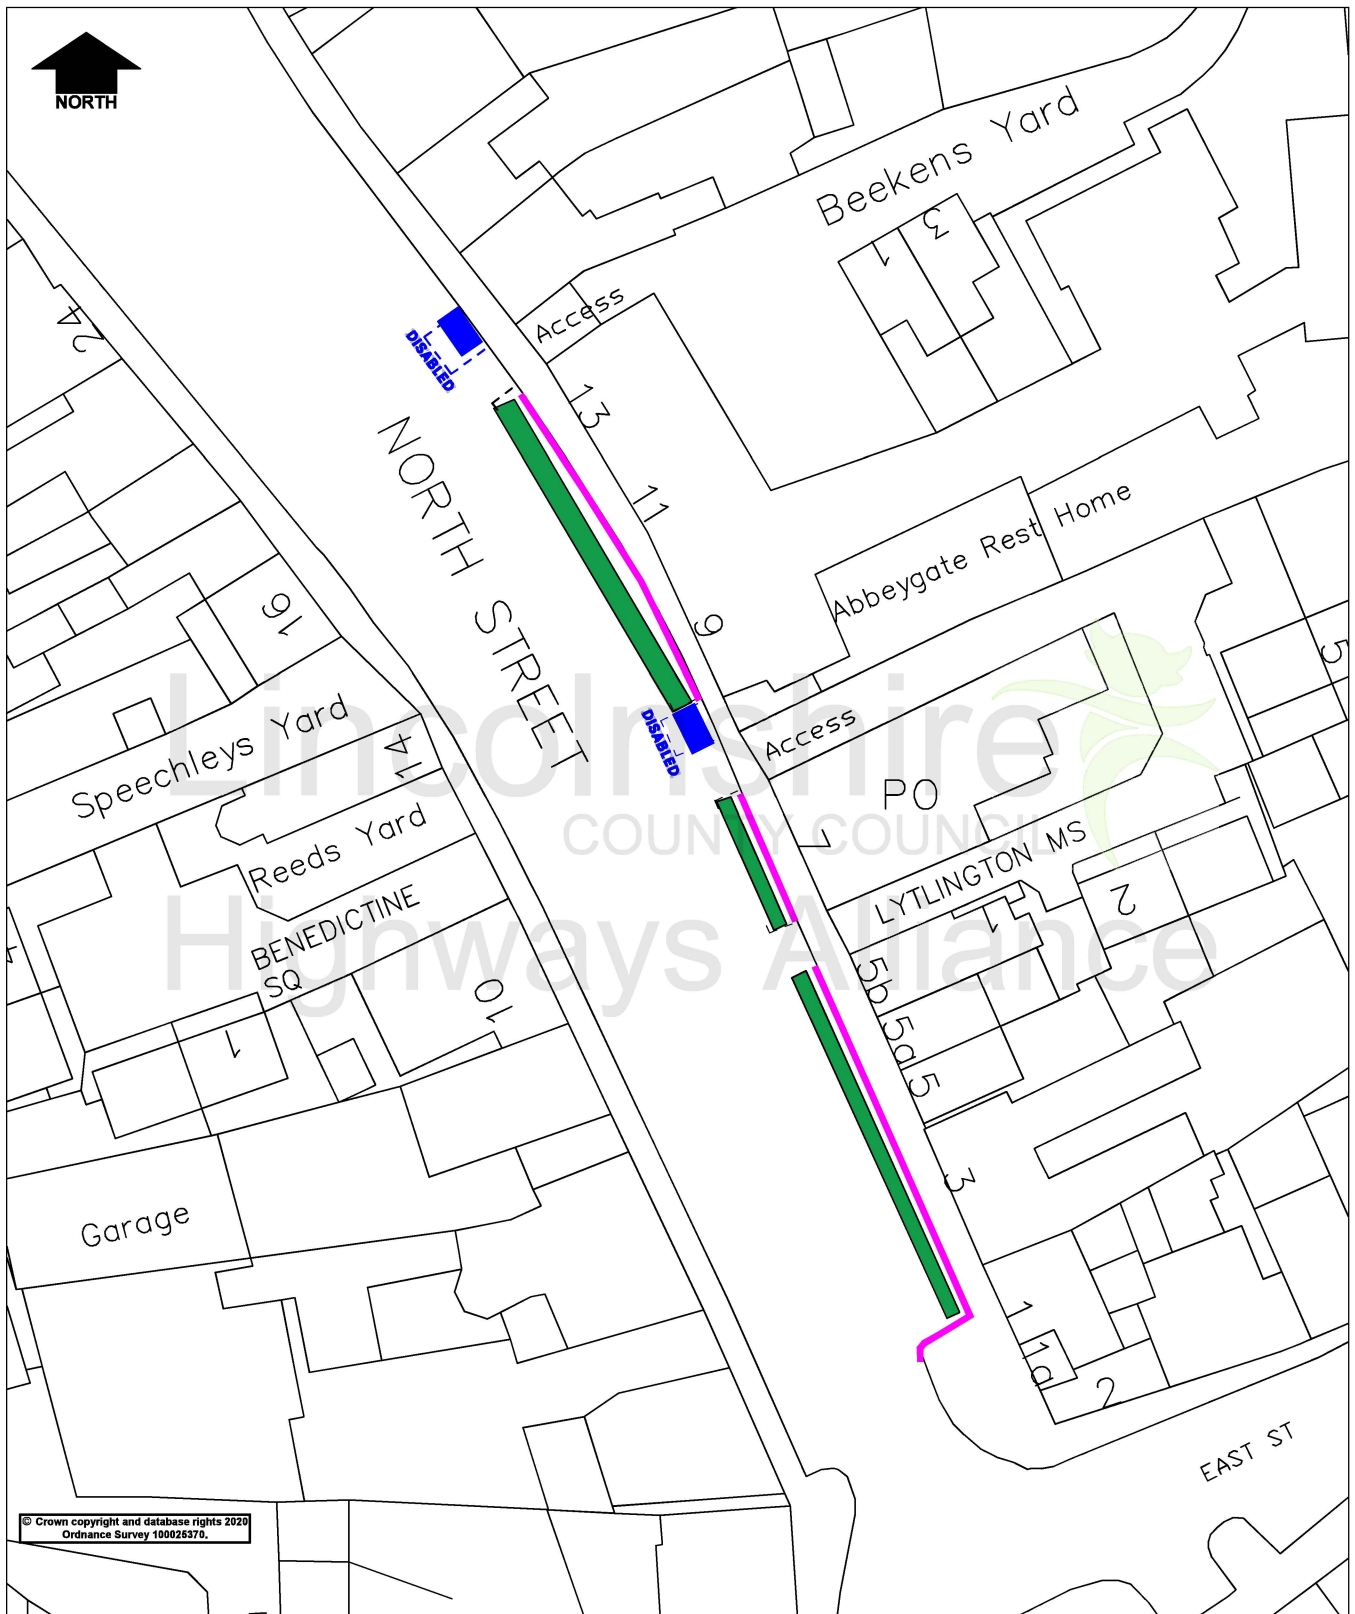 NORTH
Beekens Yard
1
3
Access
24
DISABLED
13
NORTH STREET
11
Abbeygate Rest Home
16
9
5
Lincolnshire
COUNTY COUNCIL
Highways Alliance
Speechleys Yard
DISABLED
Access
14
PO
Reeds Yard
7
LYTLINGTON MS
BENEDICTINE
SQ
1
2
10
5b
5a
5
1
3
Garage
1
1a
2
EAST ST
© Crown copyright and database rights 2020
Ordnance Survey 100025370.